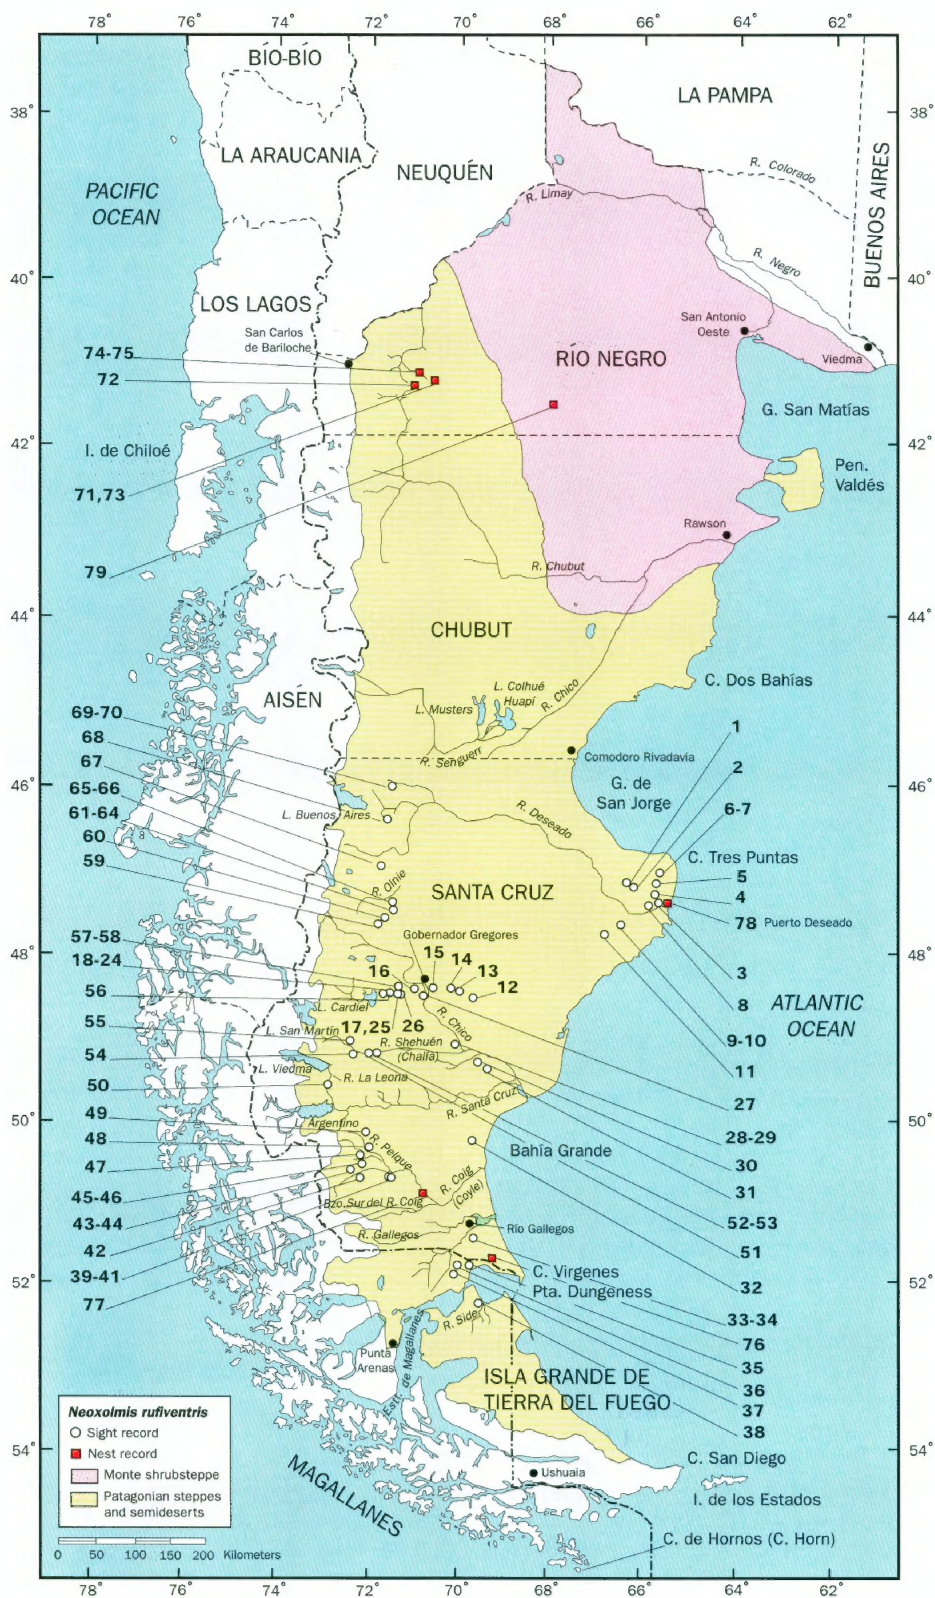 78° 76° 74° 72° 70° 68° 66° 64° 62°
38° 38°
40° 40°
42° 42°
44° 44°
46° 46°
48° 48°
50° 50°
52° 52°
54° 54°
BÍO-BÍO
LA ARAUCANIA
NEUQUÉN
LA PAMPA
BUENOS AIRES
R. Colorado
PACIFIC
OCEAN
R. Limay
R. Negro
LOS LAGOS
San Carlos
de Bariloche
San Antonio
Oeste
Viedma
RÍO NEGRO
74-75
72
G. San Matías
I. de Chiloé
Pen.
Valdés
71,73
Rawson
79
R. Chubut
CHUBUT
AISÉN
C. Dos Bahías
L. Colhué
Huapí
L. Musters
R. Chico
R. Senguerr
Comodoro Rivadavia
G. de
San Jorge
69-70
68
67
65-66
61-64
60
59
57-58
18-24
56
55
54
50
49
48
47
45-46
43-44
42
39-41
77
1
2
6-7
C. Tres Puntas
5
4
78 Puerto Deseado
3
8
9-10
11
27
28-29
30
31
52-53
51
32
33-34
76
35
36
37
38
L. Buenos Aires
R. Deseado
R. Olnie
SANTA CRUZ
Gobernador Gregores
16
15
14
13
12
L. Cardiel
17,25
26
R. Chico
L. San Martín
R. Shehuén
(Chalía)
L. Viedma
R. La Leona
R. Santa Cruz
L. Argentino
R. Pelque
Bahía Grande
R. Coig
(Coyle)
Bzo.Sur del R. Coig
R. Gallegos
Río Gallegos
ATLANTIC
OCEAN
C. Virgenes
Pta. Dungeness
R. Sider
Punta
Arenas
Estr. de Magallanes
ISLA GRANDE DE
TIERRA DEL FUEGO
Ushuaia
C. San Diego
I. de los Estados
C. de Hornos (C. Horn)
MAGALLANES
Neoxolmis rufiventris
Sight record
Nest record
Monte shrubsteppe
Patagonian steppes
and semideserts
0 50 100 150 200 Kilometers
78° 76° 74° 72° 70° 68° 66° 64° 62°